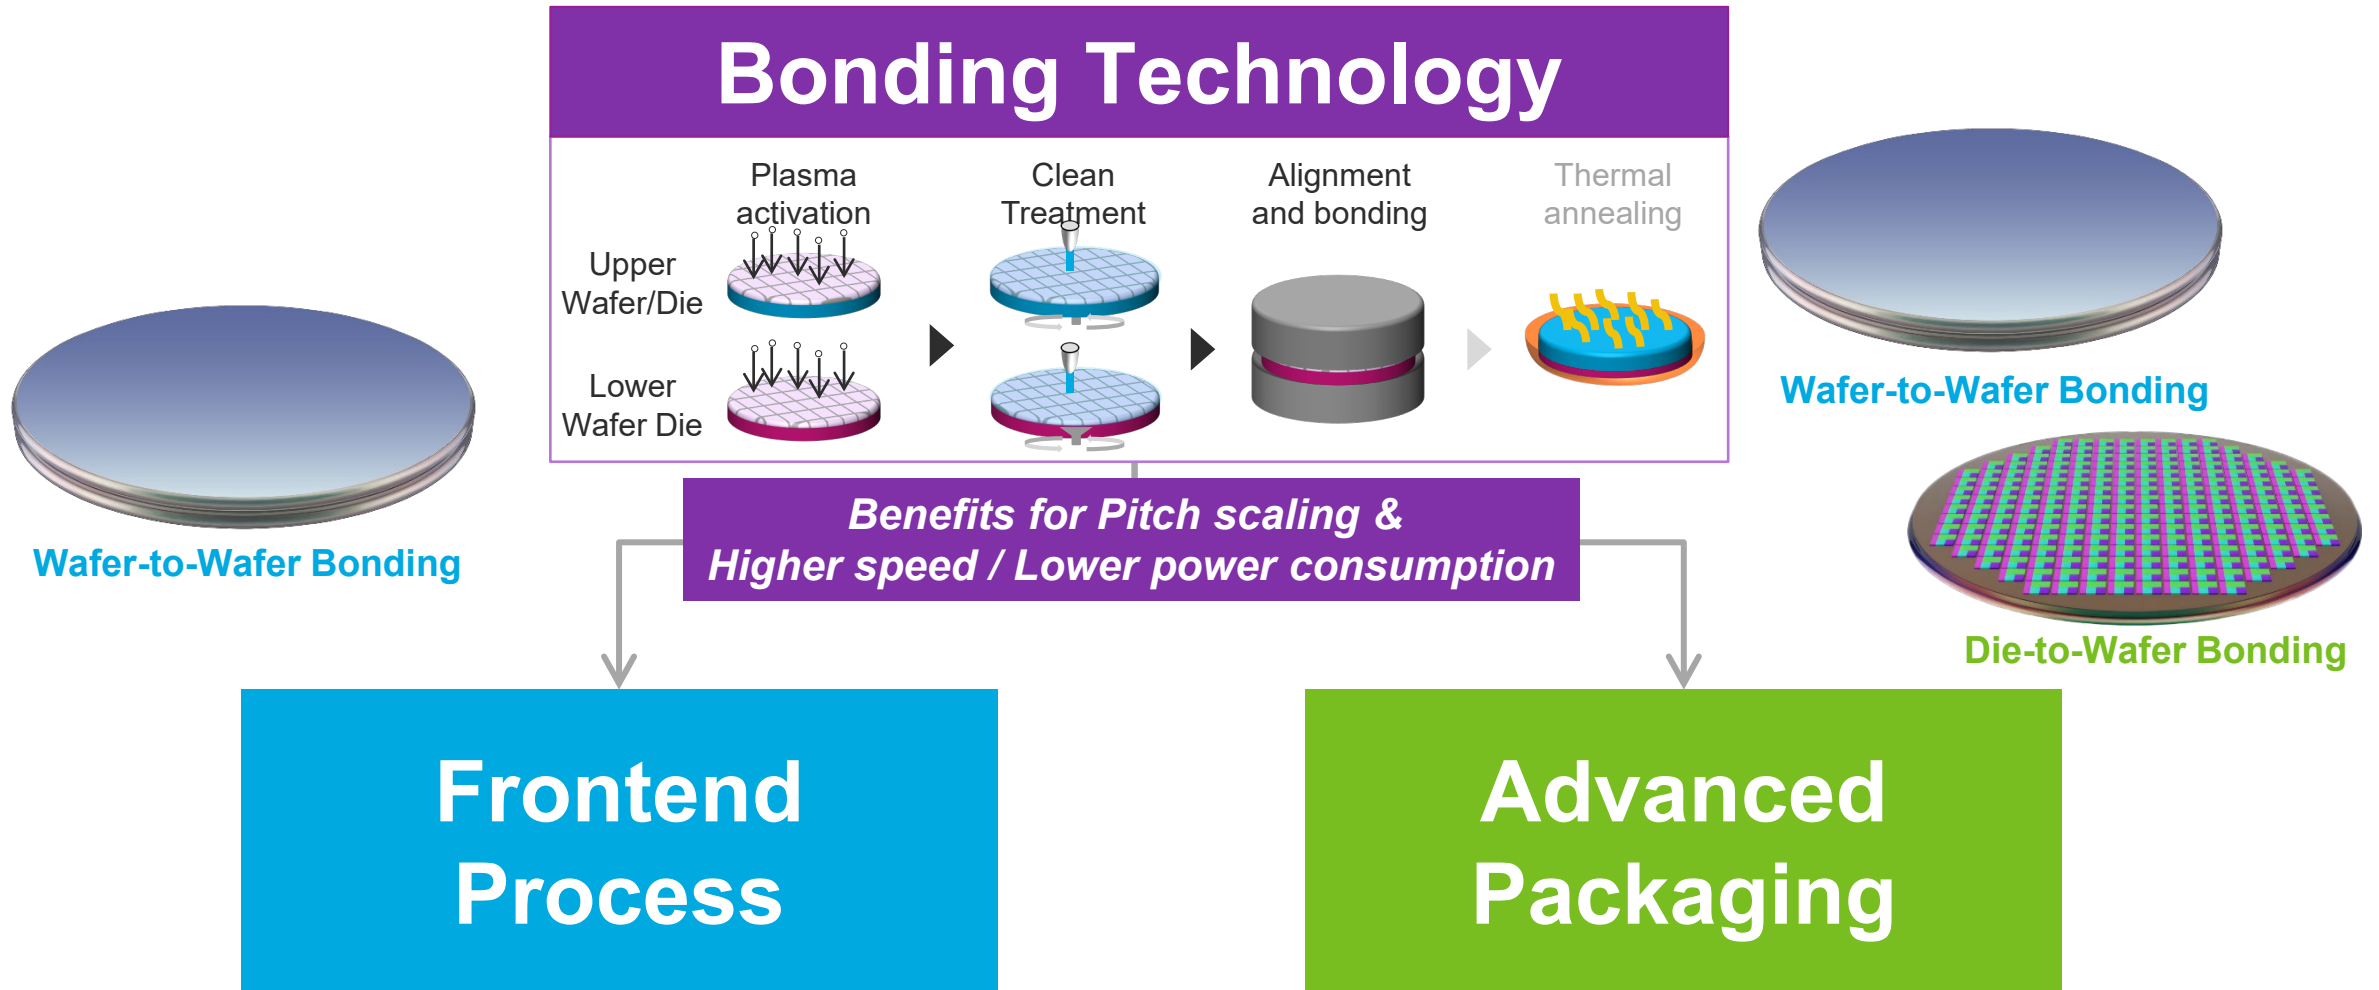 Bonding Technology
Plasma
activation
Clean
Treatment
Alignment
and bonding
Thermal
annealing
Upper
Wafer/Die
Lower
Wafer Die
Wafer-to-Wafer Bonding
Wafer-to-Wafer Bonding
Die-to-Wafer Bonding
Benefits for Pitch scaling &
Higher speed / Lower power consumption
Frontend
Process
Advanced
Packaging